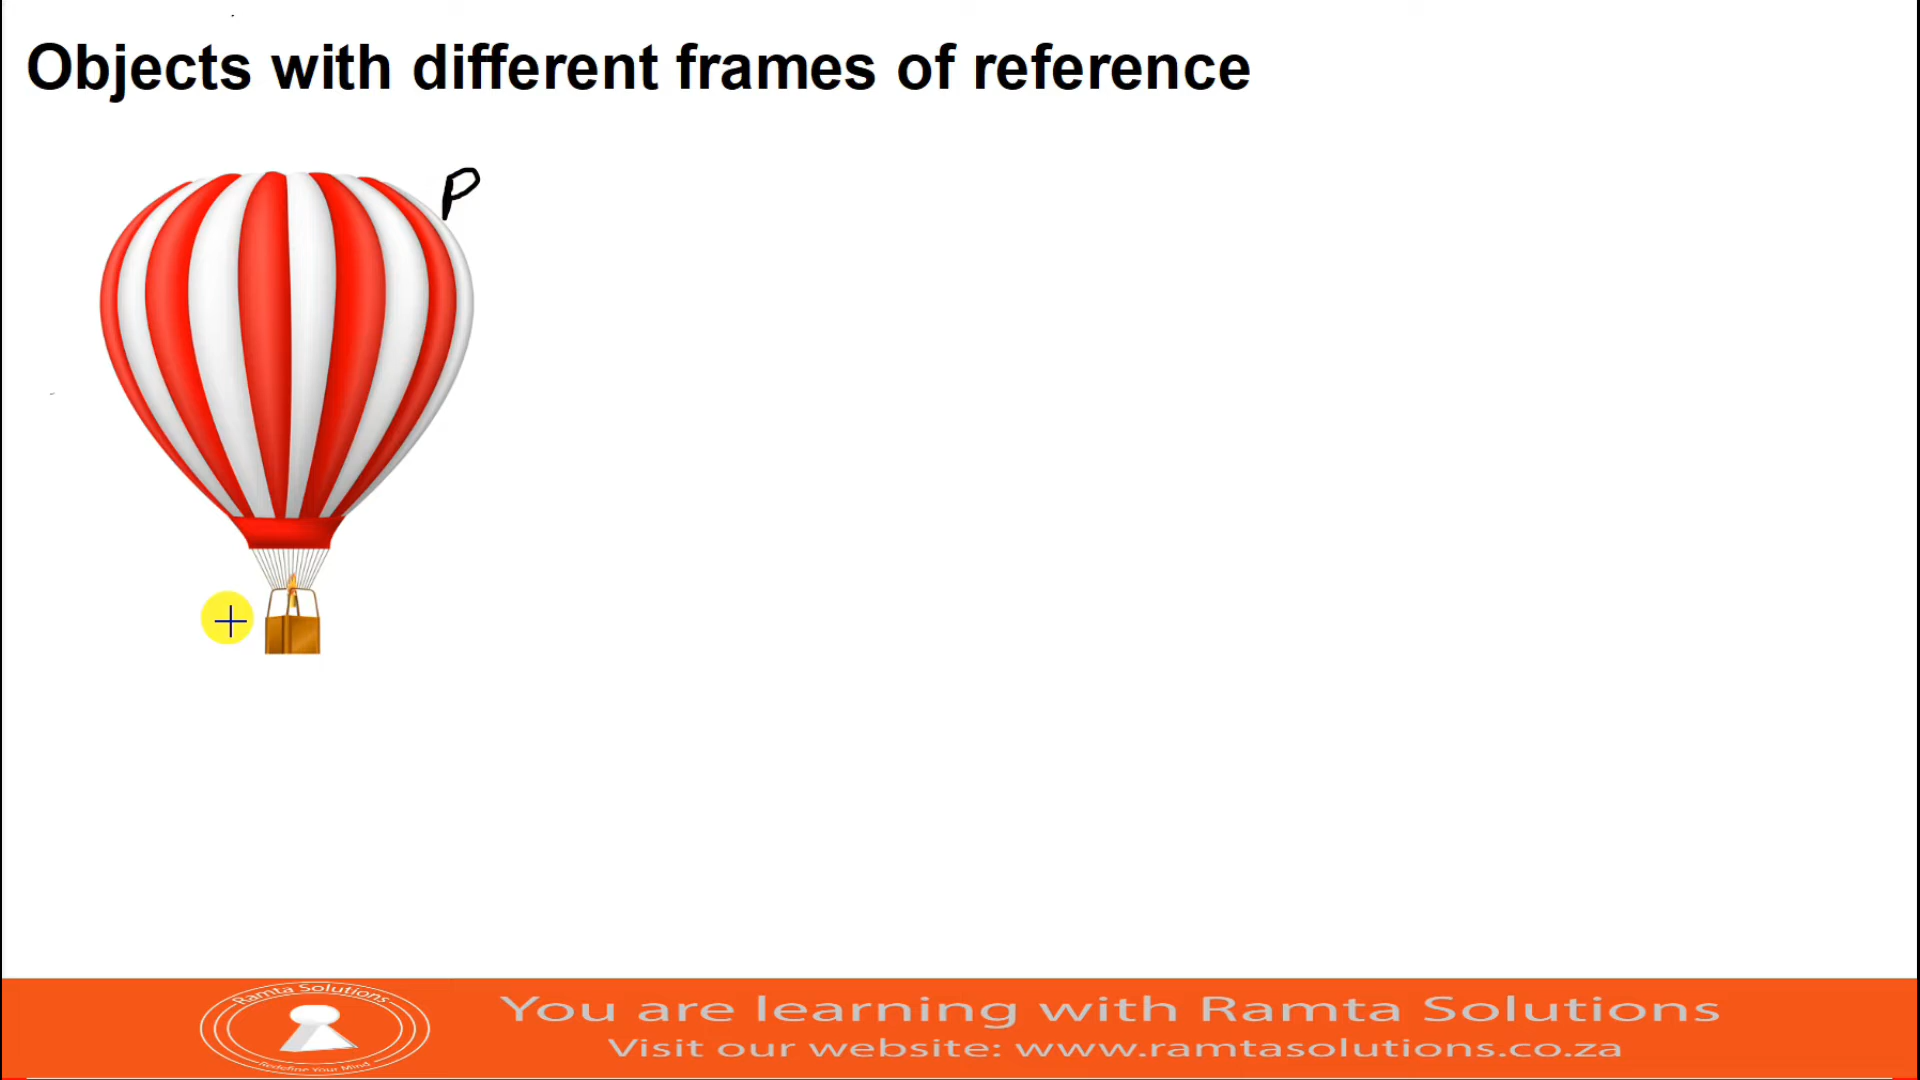 Objects with different frames of reference
P
Ramta Solutions
Redefine Your Mind
You are learning with Ramta Solutions
Visit our website: www.ramtasolutions.co.za